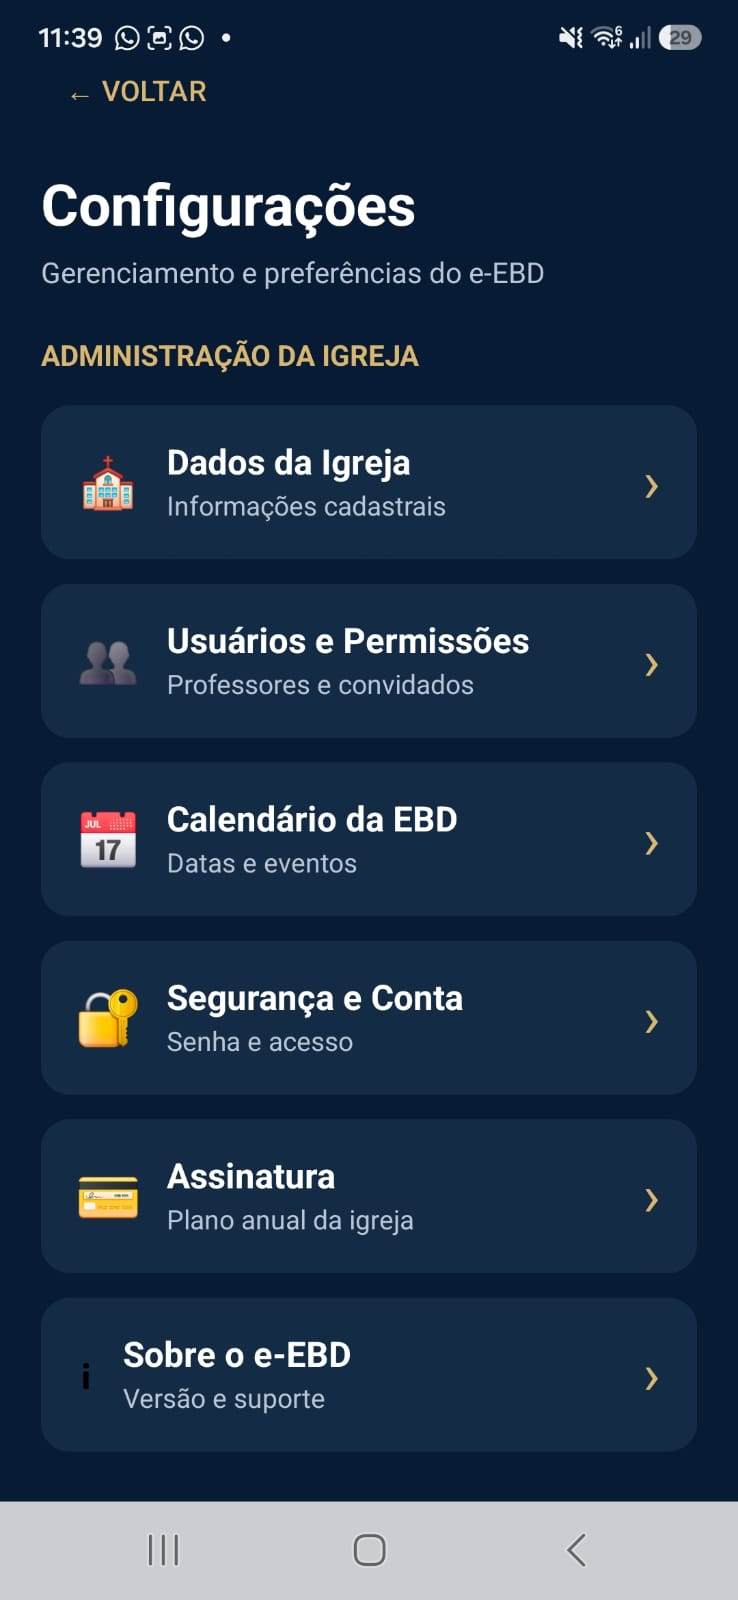 11:39
6
29
← VOLTAR
Configurações
Gerenciamento e preferências do e-EBD
ADMINISTRAÇÃO DA IGREJA
Dados da Igreja
Informações cadastrais
›
Usuários e Permissões
Professores e convidados
›
JUL
17
Calendário da EBD
Datas e eventos
›
Segurança e Conta
Senha e acesso
›
Assinatura
Plano anual da igreja
›
i
Sobre o e-EBD
Versão e suporte
›